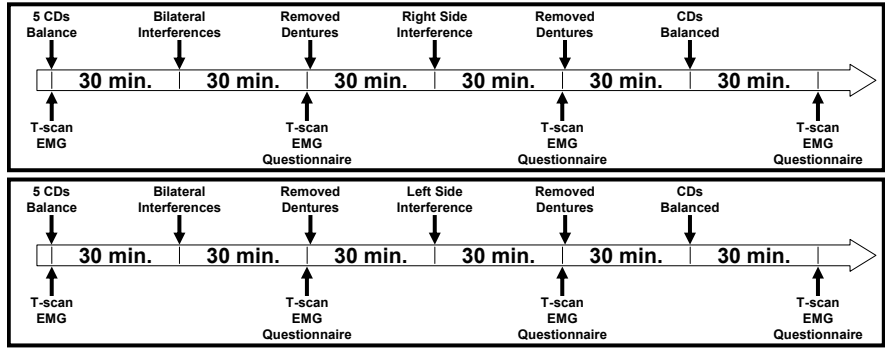 5 CDs Bilateral Removed Right Side Removed CDs
Balance Interferences Dentures Interference Dentures Balanced
30 min. 30 min. 30 min. 30 min. 30 min. 30 min.
T-scan T-scan T-scan T-scan
EMG EMG EMG EMG
Questionnaire Questionnaire Questionnaire
5 CDs Bilateral Removed Left Side Removed CDs
Balance Interferences Dentures Interference Dentures Balanced
30 min. 30 min. 30 min. 30 min. 30 min. 30 min.
T-scan T-scan T-scan T-scan
EMG EMG EMG EMG
Questionnaire Questionnaire Questionnaire